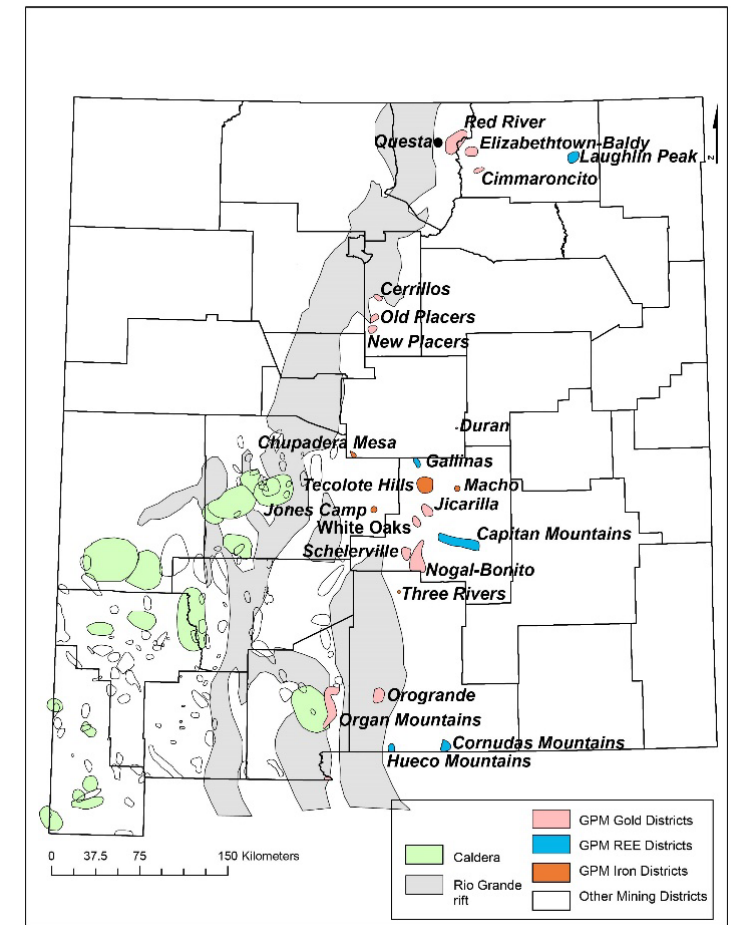 Red River
Questa
Elizabethtown-Baldy
Laughlin Peak
Cimmaroncito
z
Cerrillos
Old Placers
New Placers
Duran
Chupadera Mesa
Gallinas
Tecolote Hills
Macho
Jicarilla
Jones Camp
White Oaks
Capitan Mountains
Schelerville
Nogal-Bonito
Three Rivers
Orogrande
Organ Mountains
Cornudas Mountains
Hueco Mountains
0 37.5 75 150 Kilometers
Caldera
Rio Grande
rift
GPM Gold Districts
GPM REE Districts
GPM Iron Districts
Other Mining Districts